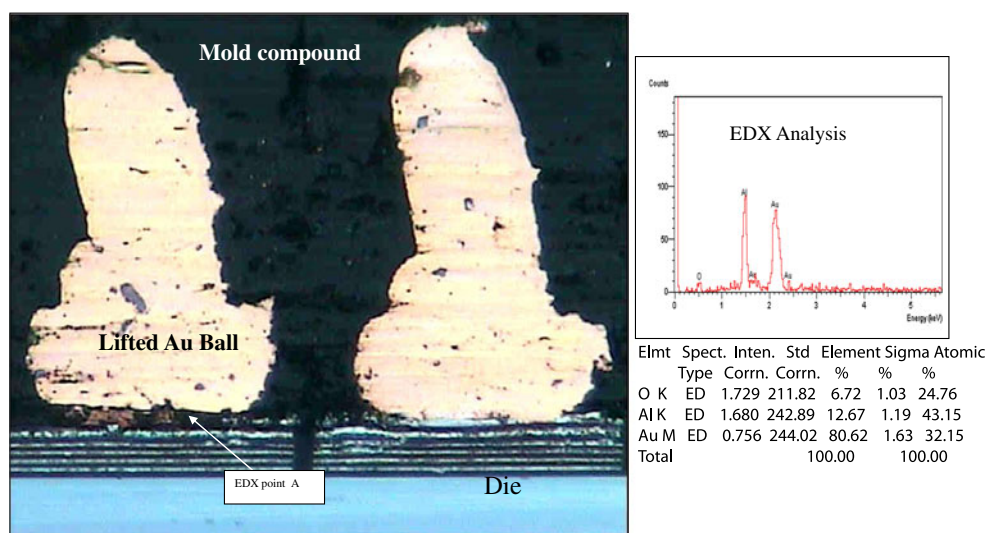 Mold compound
Lifted Au Ball
EDX point A
Die
Counts
EDX Analysis
150
100
50
0
Al
Au
O
Au
Au
0
1
2
3
4
5
Energy (keV)
Elmt Spect. Inten. Std Element Sigma Atomic
Type Corrn. Corrn. % % %
O K ED 1.729 211.82 6.72 1.03 24.76
Al K ED 1.680 242.89 12.67 1.19 43.15
Au M ED 0.756 244.02 80.62 1.63 32.15
Total 100.00 100.00